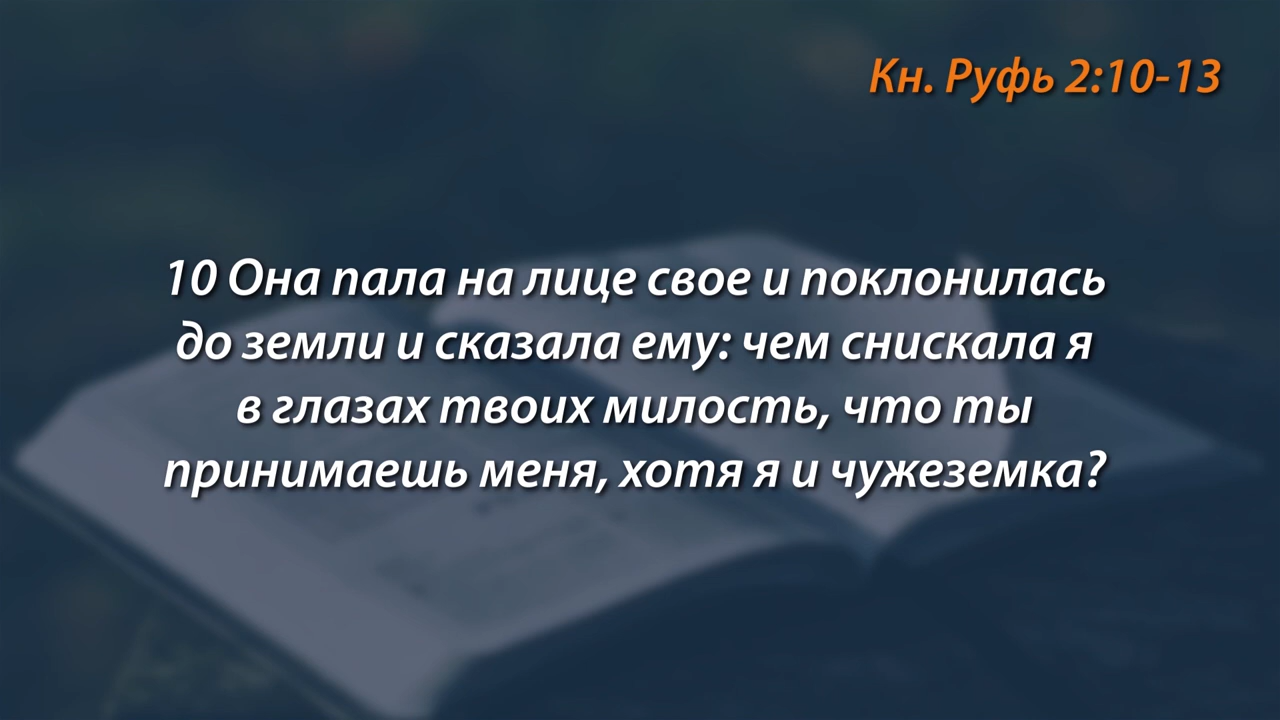 Кн. Руфь 2:10-13
10 Она пала на лице свое и поклонилась
до земли и сказала ему: чем снискала я
в глазах твоих милость, что ты
принимаешь меня, хотя я и чужеземка?